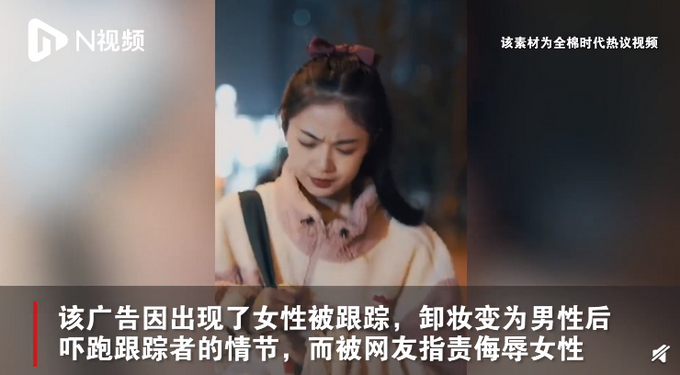 N视频
该素材为全棉时代热议视频
该广告因出现了女性被跟踪，卸妆变为男性后
吓跑跟踪者的情节，而被网友指责侮辱女性